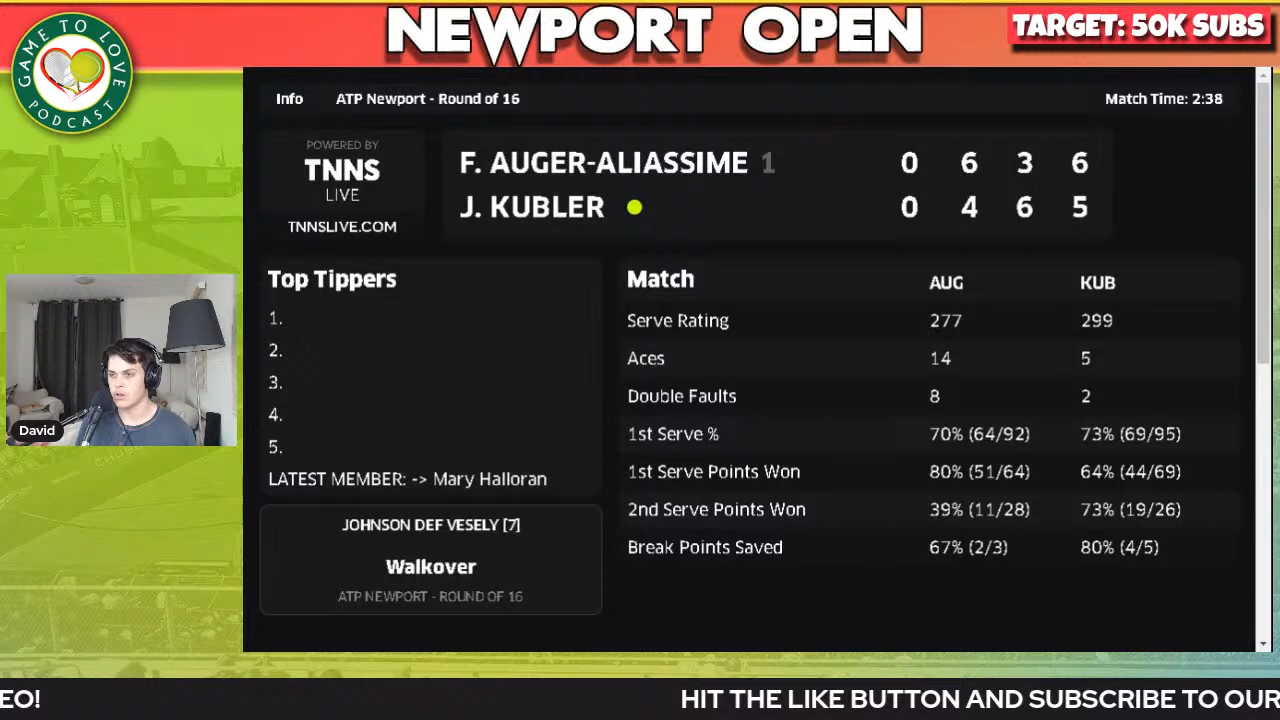 GAME TO LOVE
PODCAST
NEWPORT OPEN
TARGET: 50K SUBS
Info ATP Newport - Round of 16 Match Time: 2:38
POWERED BY
TNNS
LIVE
TNNSLIVE.COM
F. AUGER-ALIASSIME 1 0 6 3 6
J. KUBLER 0 4 6 5
Top Tippers
1.
2.
3.
4.
5.
LATEST MEMBER: -> Mary Halloran
JOHNSON DEF VESELY [7]
Walkover
ATP NEWPORT - ROUND OF 16
Match AUG KUB
Serve Rating 277 299
Aces 14 5
Double Faults 8 2
1st Serve % 70% (64/92) 73% (69/95)
1st Serve Points Won 80% (51/64) 64% (44/69)
2nd Serve Points Won 39% (11/28) 73% (19/26)
Break Points Saved 67% (2/3) 80% (4/5)
David
EO! HIT THE LIKE BUTTON AND SUBSCRIBE TO OUR